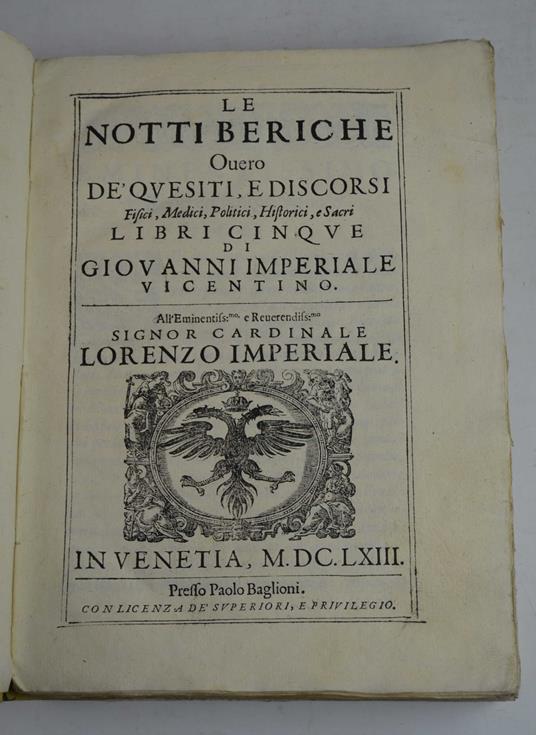 LE
NOTTI BERICHE
Ouero
DE' QVESITI, E DISCORSI
Fisici, Medici, Politici, Hiſtorici, e Sacri
LIBRI CINQVE
DI
GIOVANNI IMPERIALE
VICENTINO.
All'Eminentiſs:mo. e Reuerendiſs:mo
SIGNOR CARDINALE
LORENZO IMPERIALE.
IN VENETIA, M.DC.LXIII.
Preſſo Paolo Baglioni.
CON LICENZA DE' SVPERIORI, E PRIVILEGIO.